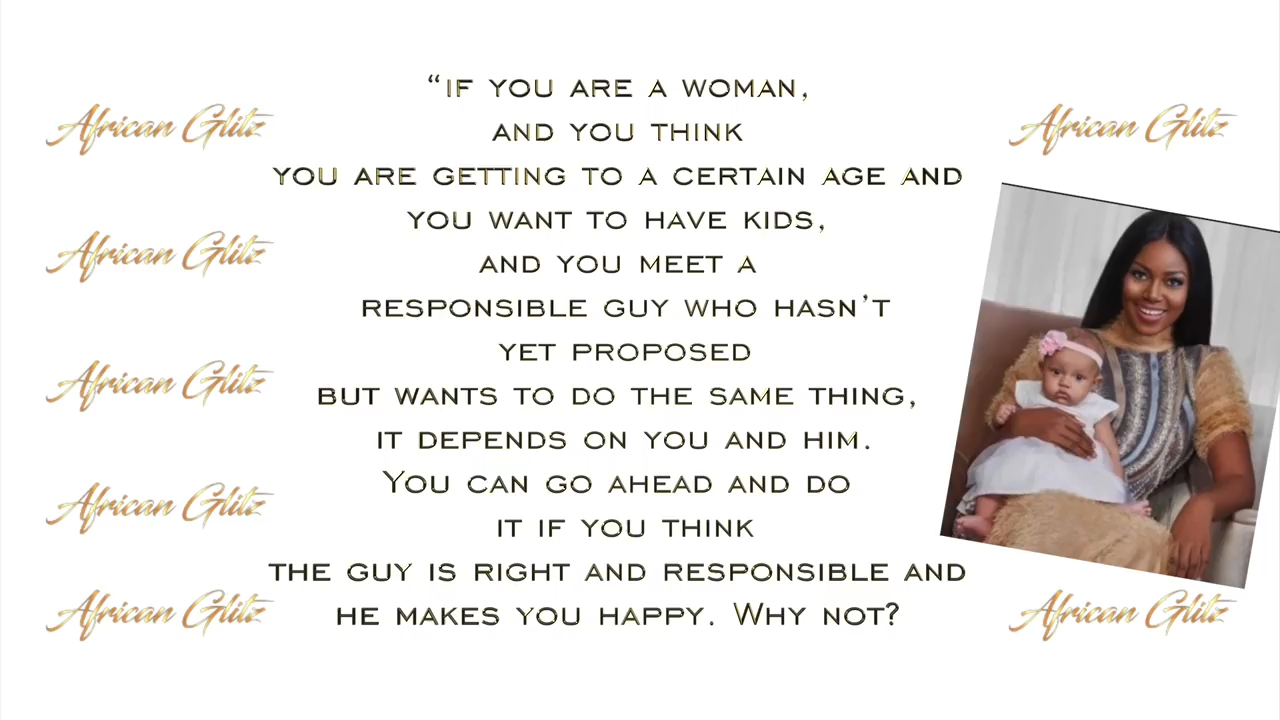 “IF YOU ARE A WOMAN,
AND YOU THINK
YOU ARE GETTING TO A CERTAIN AGE AND
YOU WANT TO HAVE KIDS,
AND YOU MEET A
RESPONSIBLE GUY WHO HASN’T
YET PROPOSED
BUT WANTS TO DO THE SAME THING,
IT DEPENDS ON YOU AND HIM.
YOU CAN GO AHEAD AND DO
IT IF YOU THINK
THE GUY IS RIGHT AND RESPONSIBLE AND
HE MAKES YOU HAPPY. WHY NOT?
African Glitz
African Glitz
African Glitz
African Glitz
African Glitz
African Glitz
African Glitz